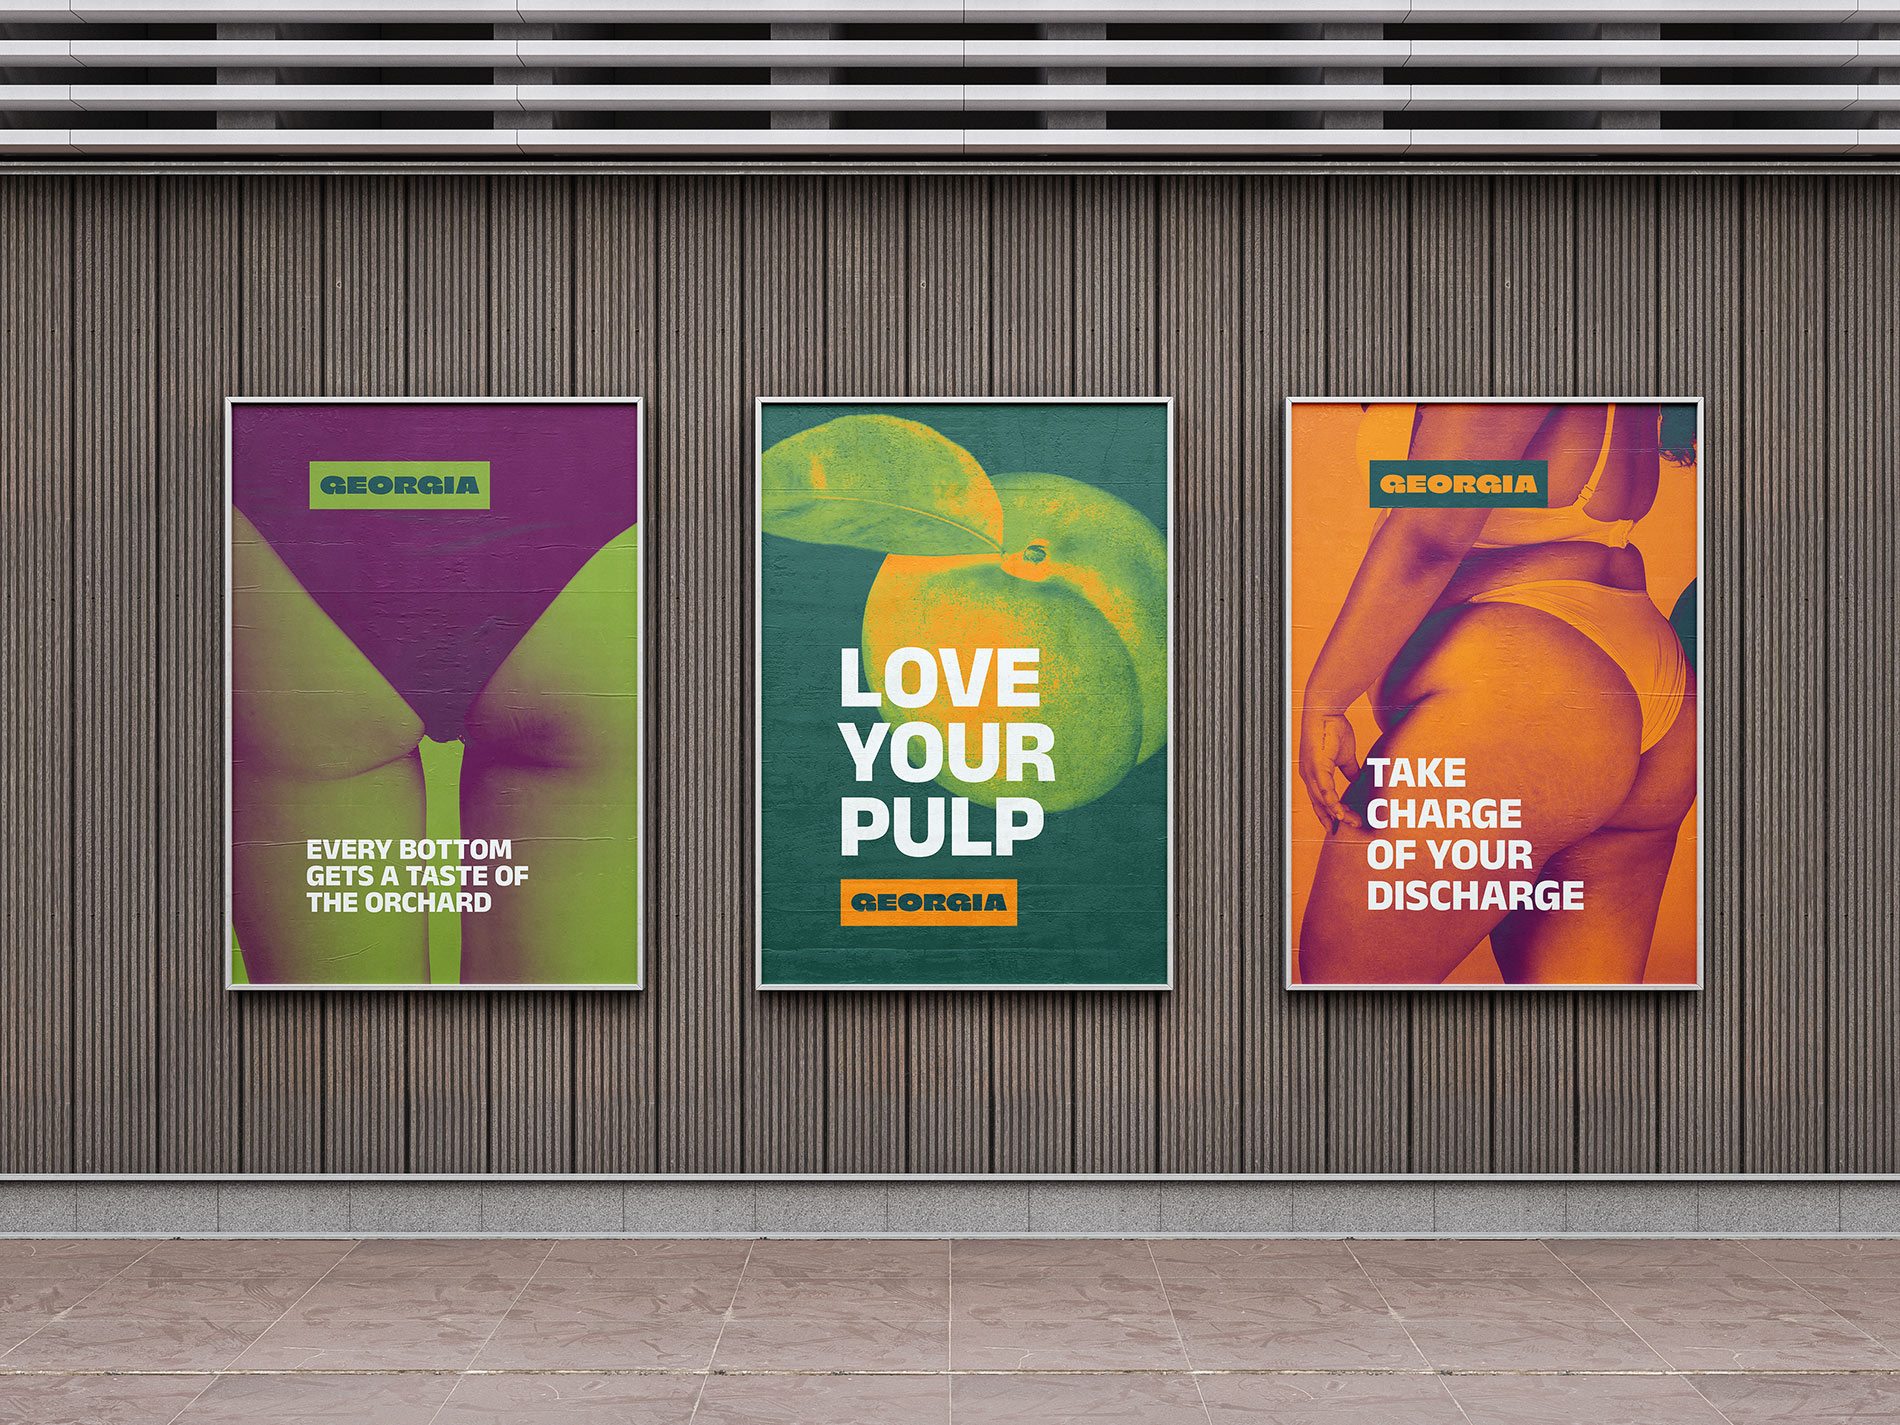 GEORGIA
EVERY BOTTOM
GETS A TASTE OF
THE ORCHARD
LOVE
YOUR
PULP
GEORGIA
GEORGIA
TAKE
CHARGE
OF YOUR
DISCHARGE